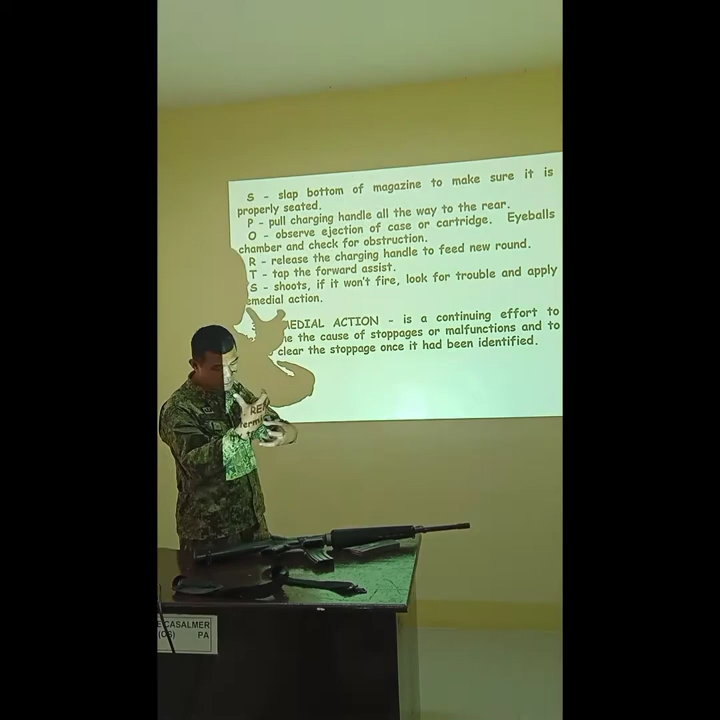 S - slap bottom of magazine to make sure it is
properly seated.
P - pull charging handle all the way to the rear.
O - observe ejection of case or cartridge. Eyeballs
chamber and check for obstruction.
R - release the charging handle to feed new round.
T - tap the forward assist.
S - shoots, if it won't fire, look for trouble and apply
emedial action.
MEDIAL ACTION - is a continuing effort to
the cause of stoppages or malfunctions and to
clear the stoppage once it had been identified.
REM
termi
CASALMER
(OS) PA